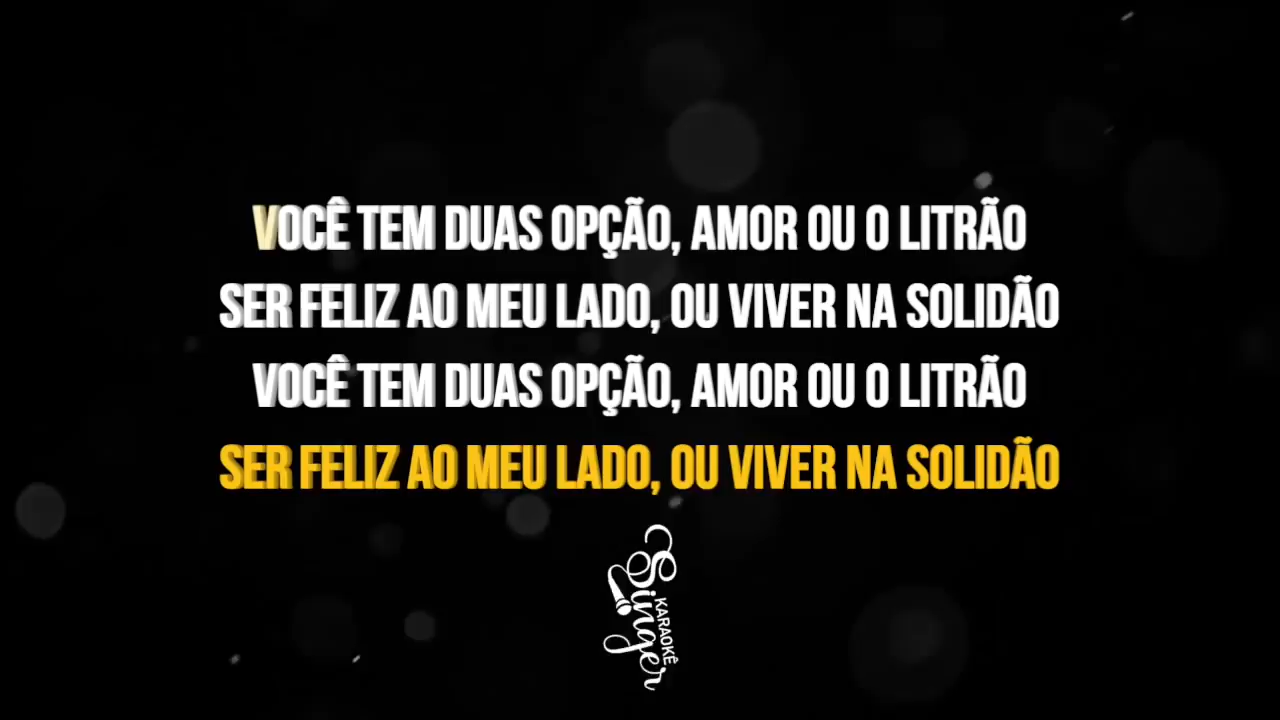 VOCÊ TEM DUAS OPÇÃO, AMOR OU O LITRÃO
SER FELIZ AO MEU LADO, OU VIVER NA SOLIDÃO
VOCÊ TEM DUAS OPÇÃO, AMOR OU O LITRÃO
SER FELIZ AO MEU LADO, OU VIVER NA SOLIDÃO
Singer
KARAOKÊ